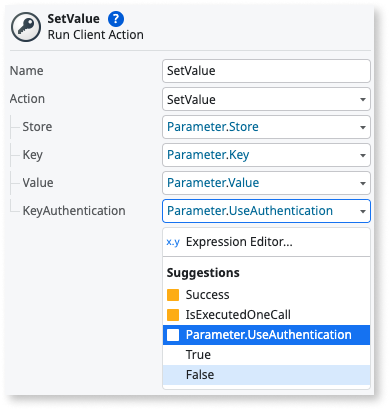 SetValue ?
Run Client Action
Name SetValue
Action SetValue
Store Parameter.Store
Key Parameter.Key
Value Parameter.Value
KeyAuthentication Parameter.UseAuthentication
x.y Expression Editor...
Suggestions
Success
IsExecutedOneCall
Parameter.UseAuthentication
True
False